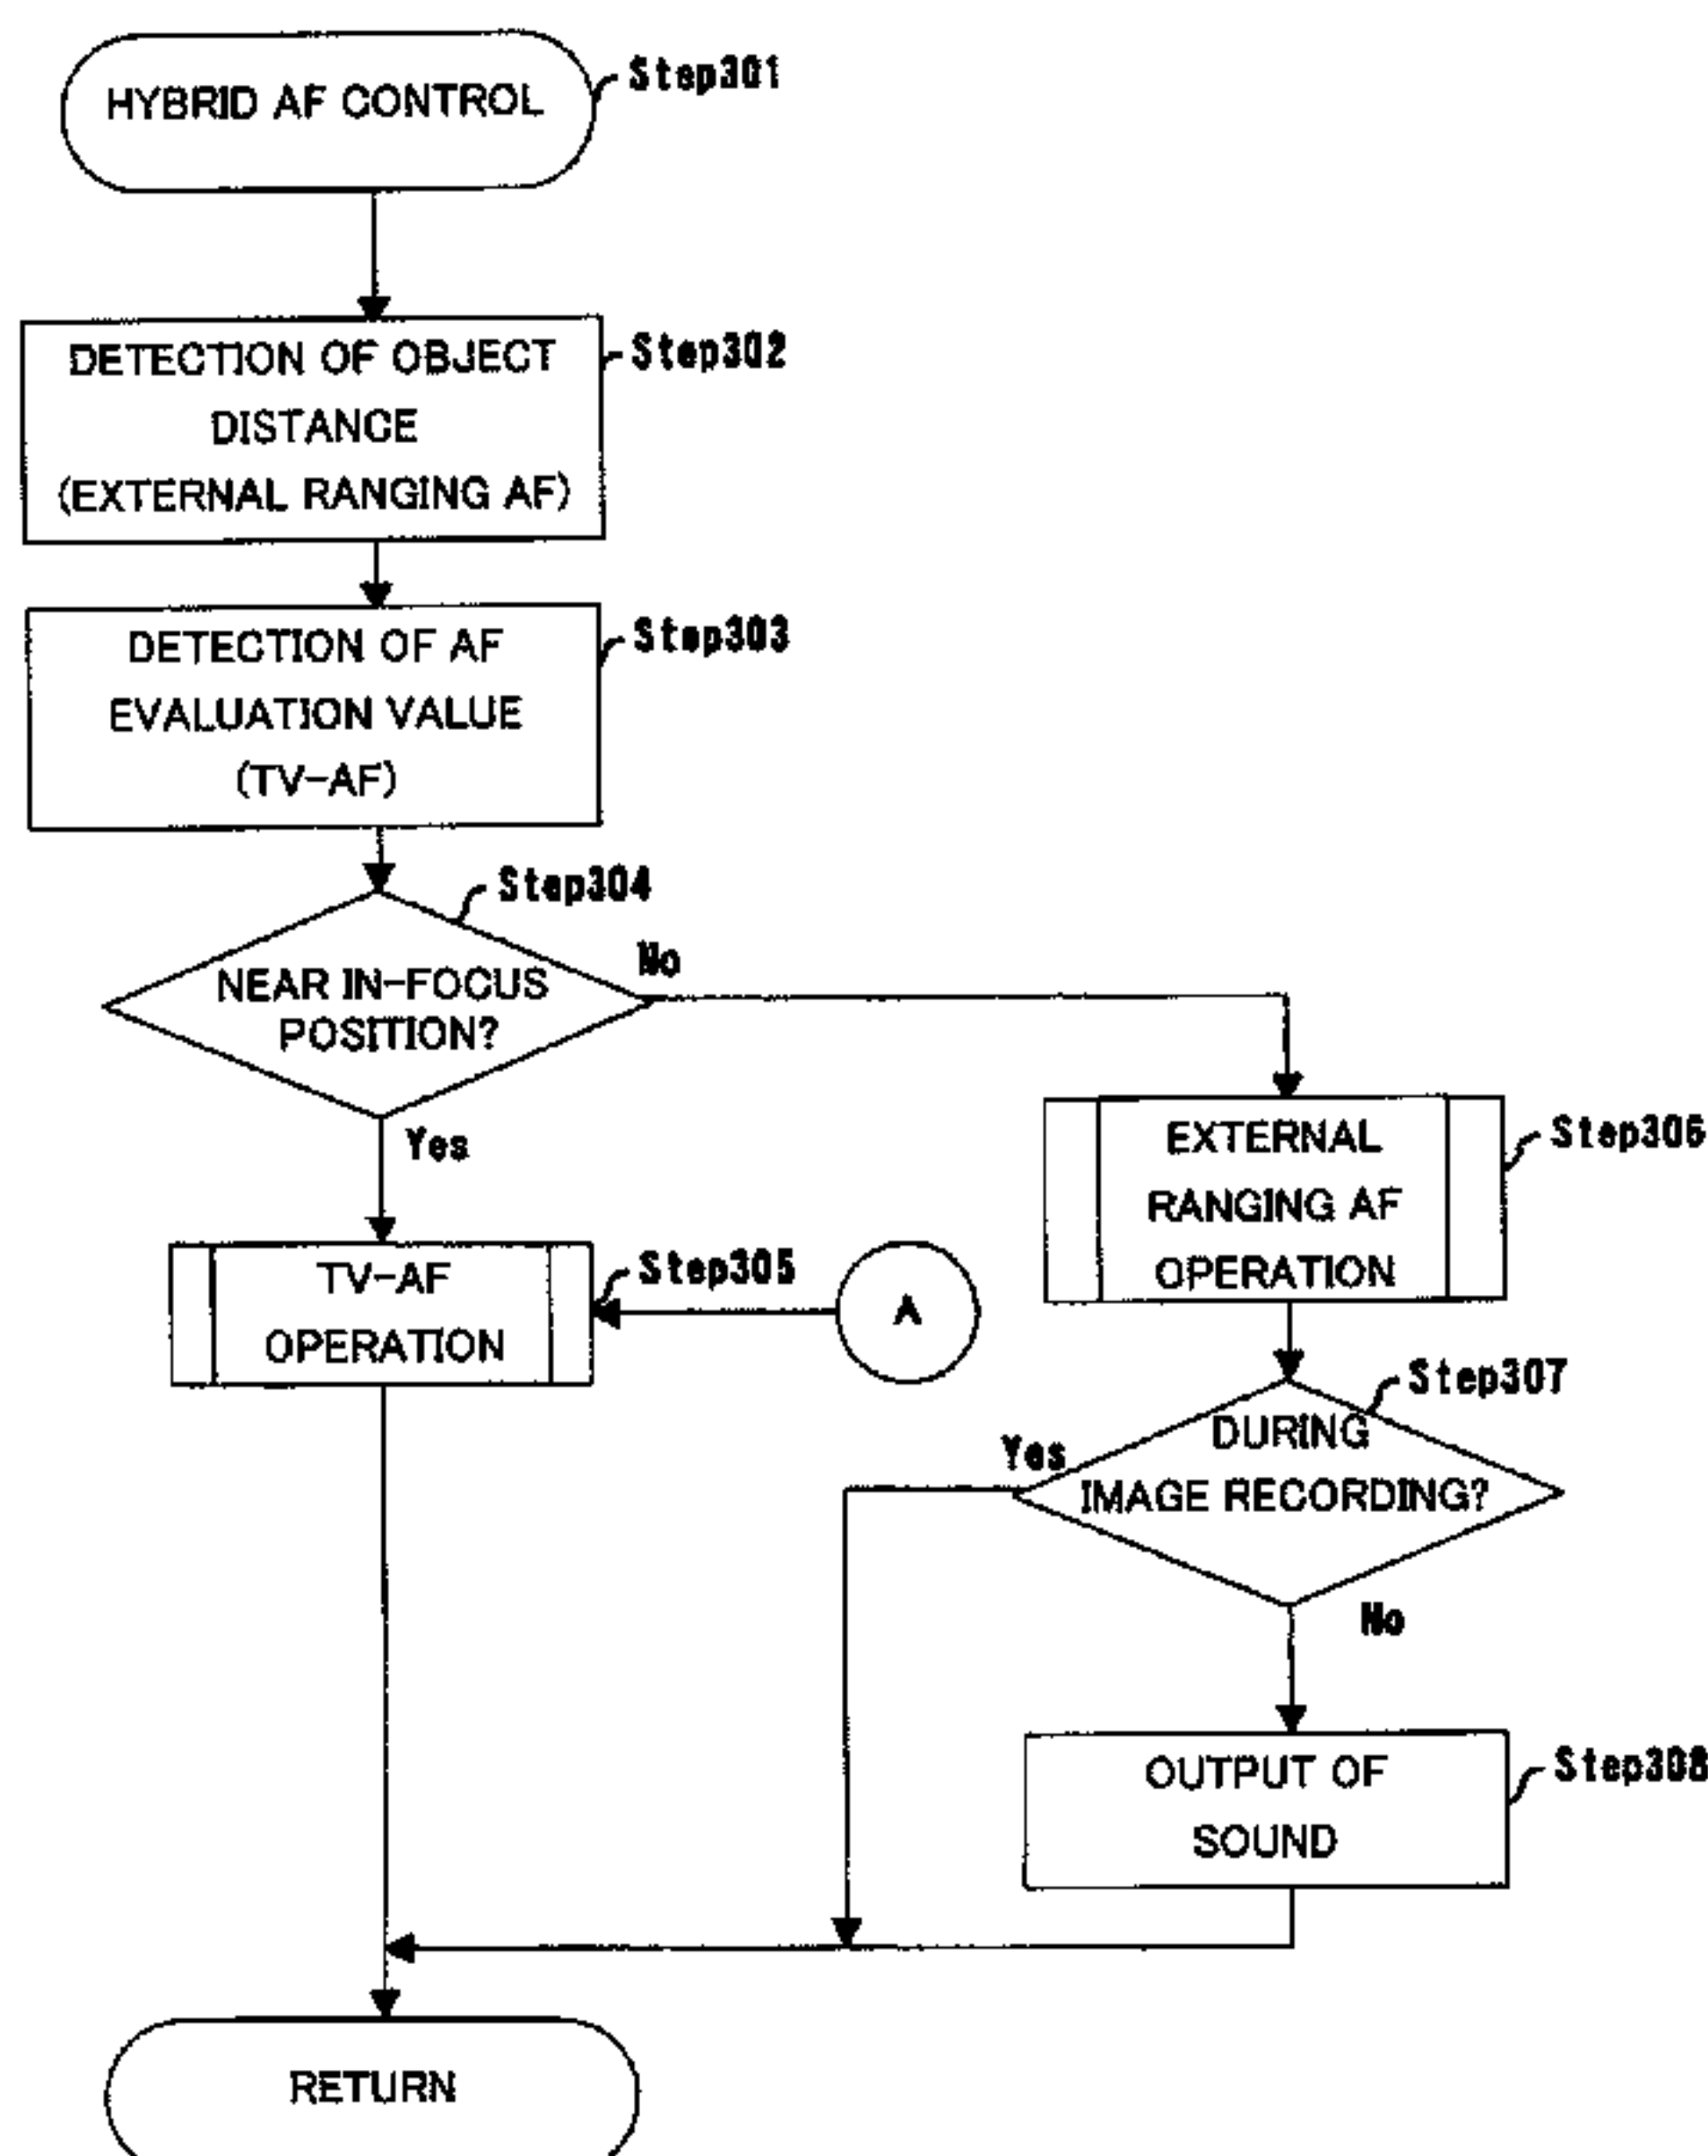 HYBRID AF CONTROL
Step301
DETECTION OF OBJECT
DISTANCE
(EXTERNAL RANGING AF)
Step302
DETECTION OF AF
EVALUATION VALUE
(TV-AF)
Step303
Step304
NEAR IN-FOCUS
POSITION?
No
Yes
TV-AF
OPERATION
Step305
A
EXTERNAL
RANGING AF
OPERATION
Step306
Step307
DURING
IMAGE RECORDING?
Yes
No
OUTPUT OF
SOUND
Step308
RETURN